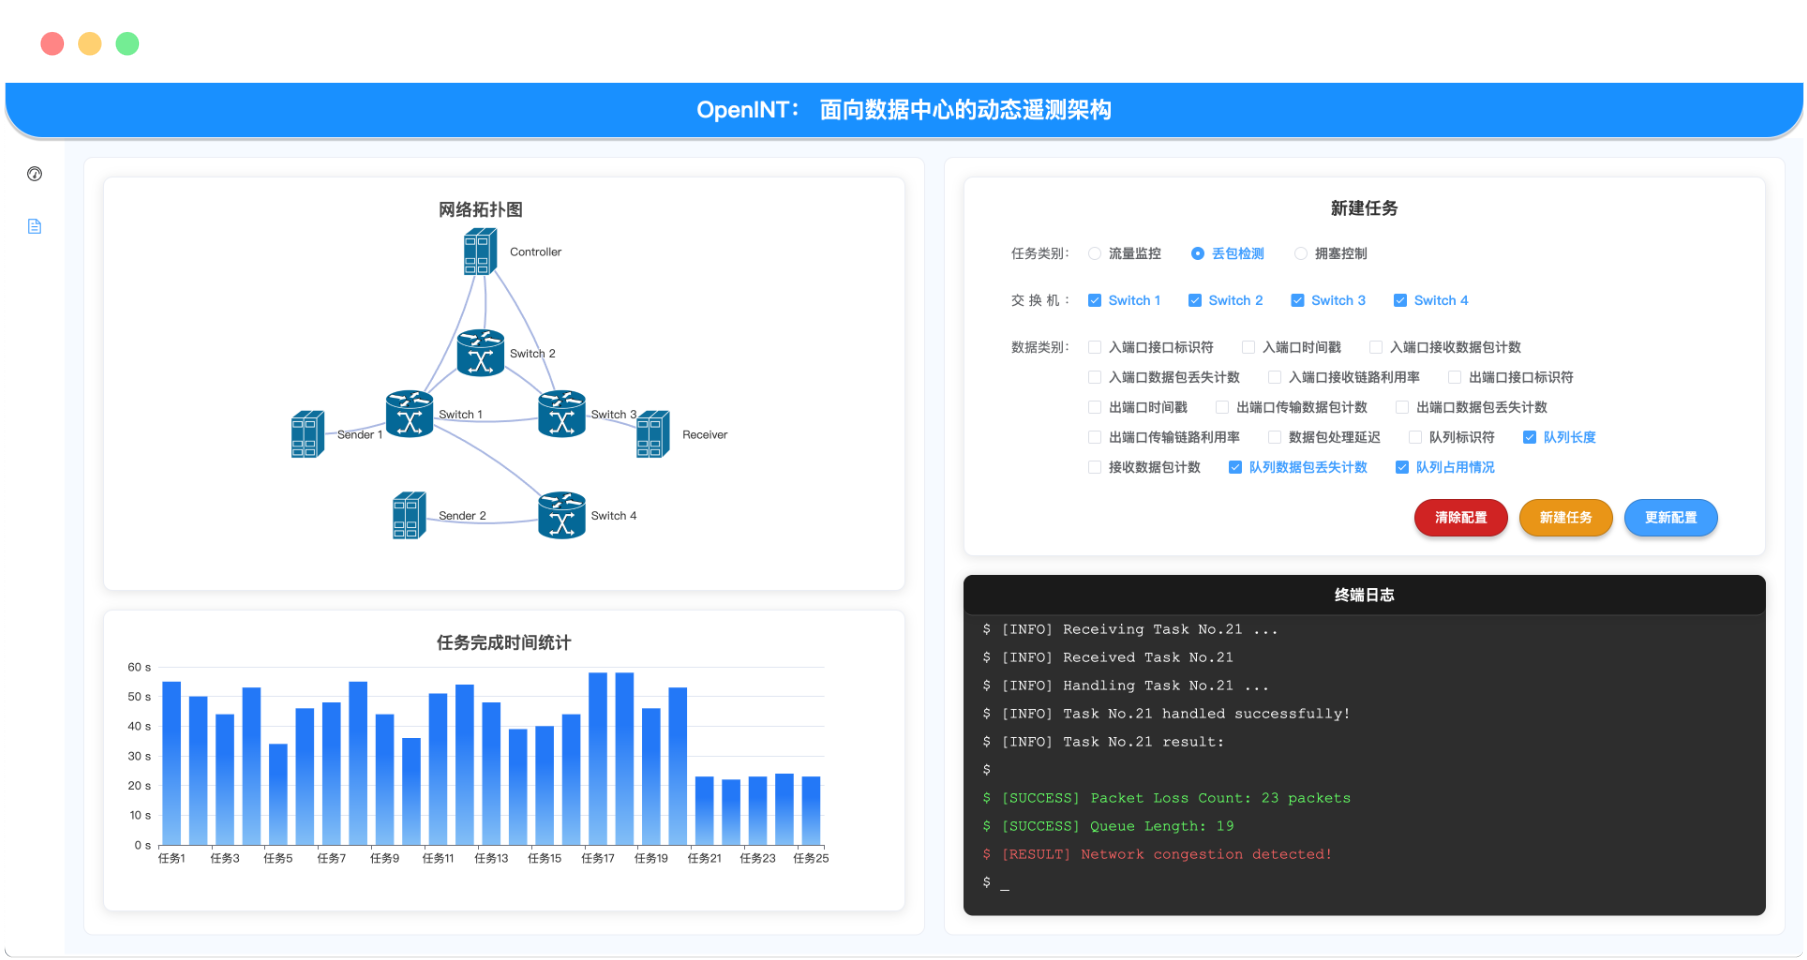 OpenINT： 面向数据中心的动态遥测架构
网络拓扑图
Controller
Switch 2
Switch 1
Switch 3
Sender 1
Receiver
Sender 2
Switch 4
任务完成时间统计
60 s
50 s
40 s
30 s
20 s
10 s
0 s
任务1 任务3 任务5 任务7 任务9 任务11 任务13 任务15 任务17 任务19 任务21 任务23 任务25
新建任务
任务类别： 流量监控 丢包检测 拥塞控制
交 换 机 ： Switch 1 Switch 2 Switch 3 Switch 4
数据类别： 入端口接口标识符 入端口时间戳 入端口接收数据包计数
入端口数据包丢失计数 入端口接收链路利用率 出端口接口标识符
出端口时间戳 出端口传输数据包计数 出端口数据包丢失计数
出端口传输链路利用率 数据包处理延迟 队列标识符 队列长度
接收数据包计数 队列数据包丢失计数 队列占用情况
清除配置 新建任务 更新配置
终端日志
$ [INFO] Receiving Task No.21 ...
$ [INFO] Received Task No.21
$ [INFO] Handling Task No.21 ...
$ [INFO] Task No.21 handled successfully!
$ [INFO] Task No.21 result:
$
$ [SUCCESS] Packet Loss Count: 23 packets
$ [SUCCESS] Queue Length: 19
$ [RESULT] Network congestion detected!
$ _